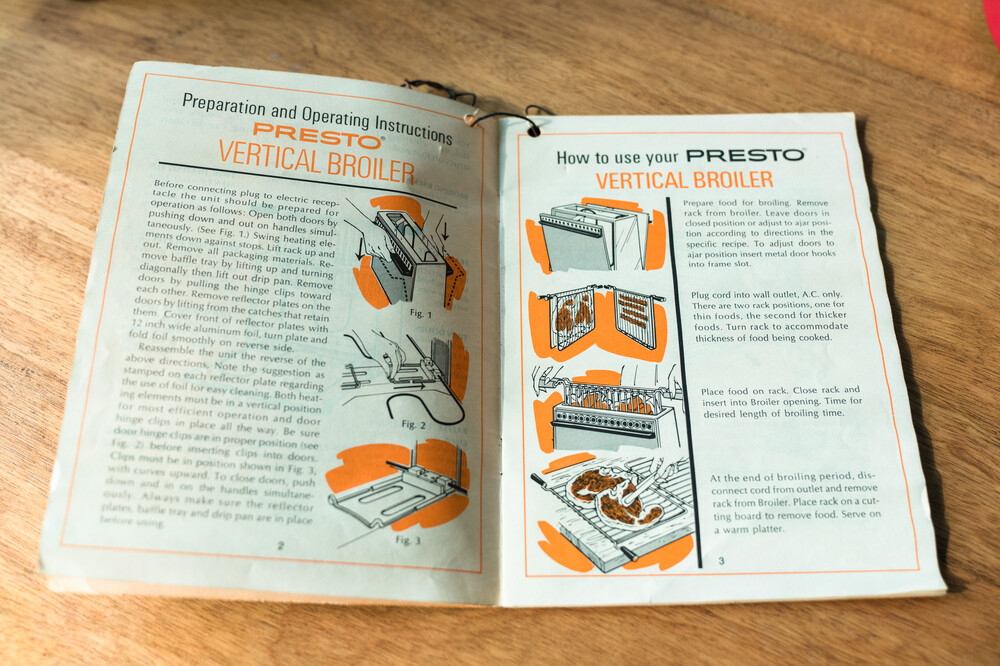 Preparation and Operating Instructions
PRESTO®
VERTICAL BROILER
Before connecting plug to electric recep-
tacle the unit should be prepared for
operation as follows: Open both doors by
pushing down and out on handles simul-
taneously. (See Fig. 1.) Swing heating ele-
ments down against stops. Lift rack up and
out. Remove all packaging materials. Re-
move baffle tray by lifting up and turning
diagonally then lift out drip pan. Remove
doors by pulling the hinge clips toward
each other. Remove reflector plates on the
doors by lifting from the catches that retain
them. Cover front of reflector plates with
12 inch wide aluminum foil, turn plate and
fold foil smoothly on reverse side.
Reassemble the unit the reverse of the
above directions. Note the suggestion as
stamped on each reflector plate regarding
the use of foil for easy cleaning. Both heat-
ing elements must be in a vertical position
for most efficient operation and door
hinge clips in place all the way. Be sure
door hinge clips are in proper position (see
Fig. 2) before inserting clips into doors.
Clips must be in position shown in Fig. 3,
with curves upward. To close doors, push
down and in on the handles simultane-
ously. Always make sure the reflector
plates, baffle tray and drip pan are in place
before using.
Fig. 1
Fig. 2
Fig. 3
2
How to use your PRESTO®
VERTICAL BROILER
Prepare food for broiling. Remove
rack from broiler. Leave doors in
closed position or adjust to ajar posi-
tion according to directions in the
specific recipe. To adjust doors to
ajar position insert metal door hooks
into frame slot.
Plug cord into wall outlet, A.C. only.
There are two rack positions, one for
thin foods, the second for thicker
foods. Turn rack to accommodate
thickness of food being cooked.
Place food on rack. Close rack and
insert into Broiler opening. Time for
desired length of broiling time.
At the end of broiling period, dis-
connect cord from outlet and remove
rack from Broiler. Place rack on a cut-
ting board to remove food. Serve on
a warm platter.
3